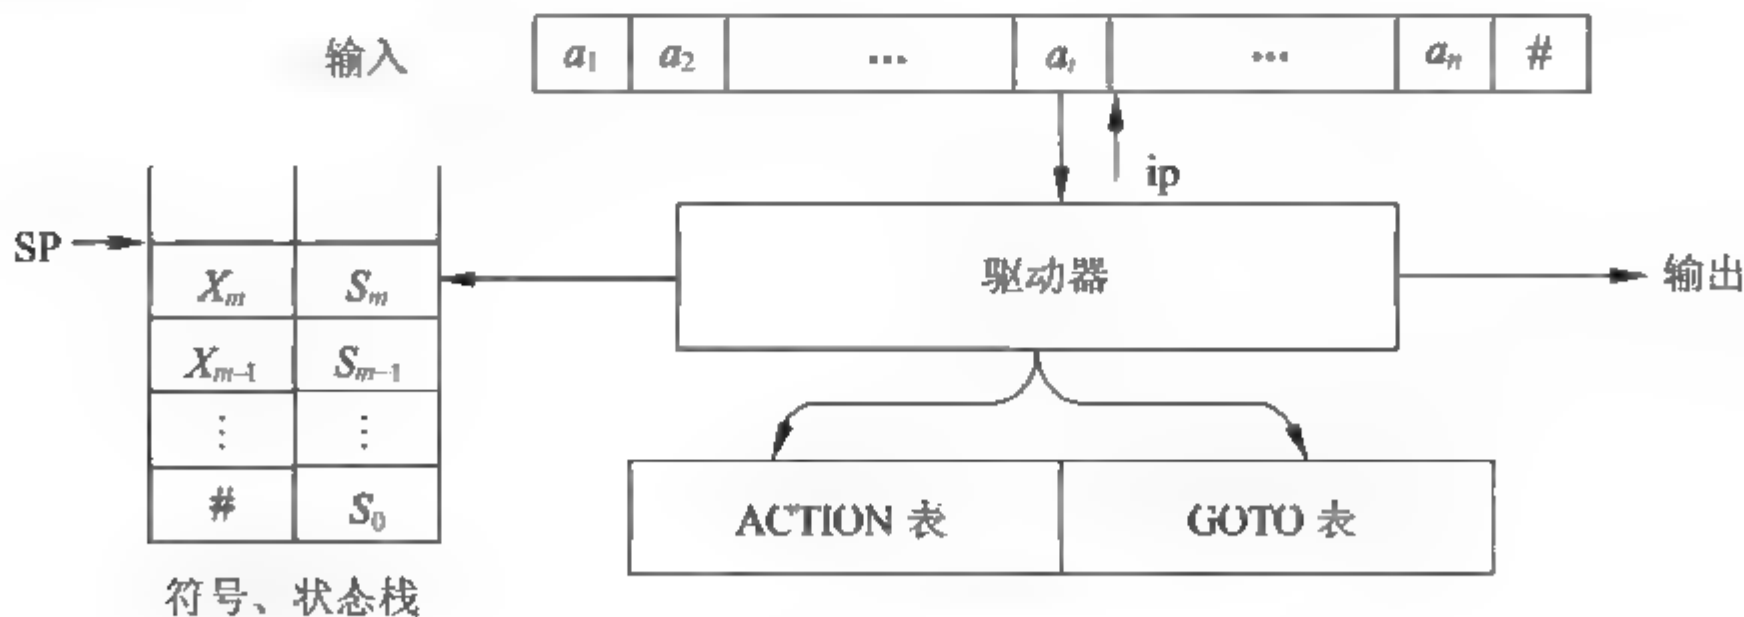 输入 a₁ a₂ … aᵢ … aₙ #
ip
SP
Xₘ Sₘ
驱动器
输出
Xₘ₋₁ Sₘ₋₁
⋮ ⋮
# S₀
ACTION 表 GOTO 表
符号、状态栈